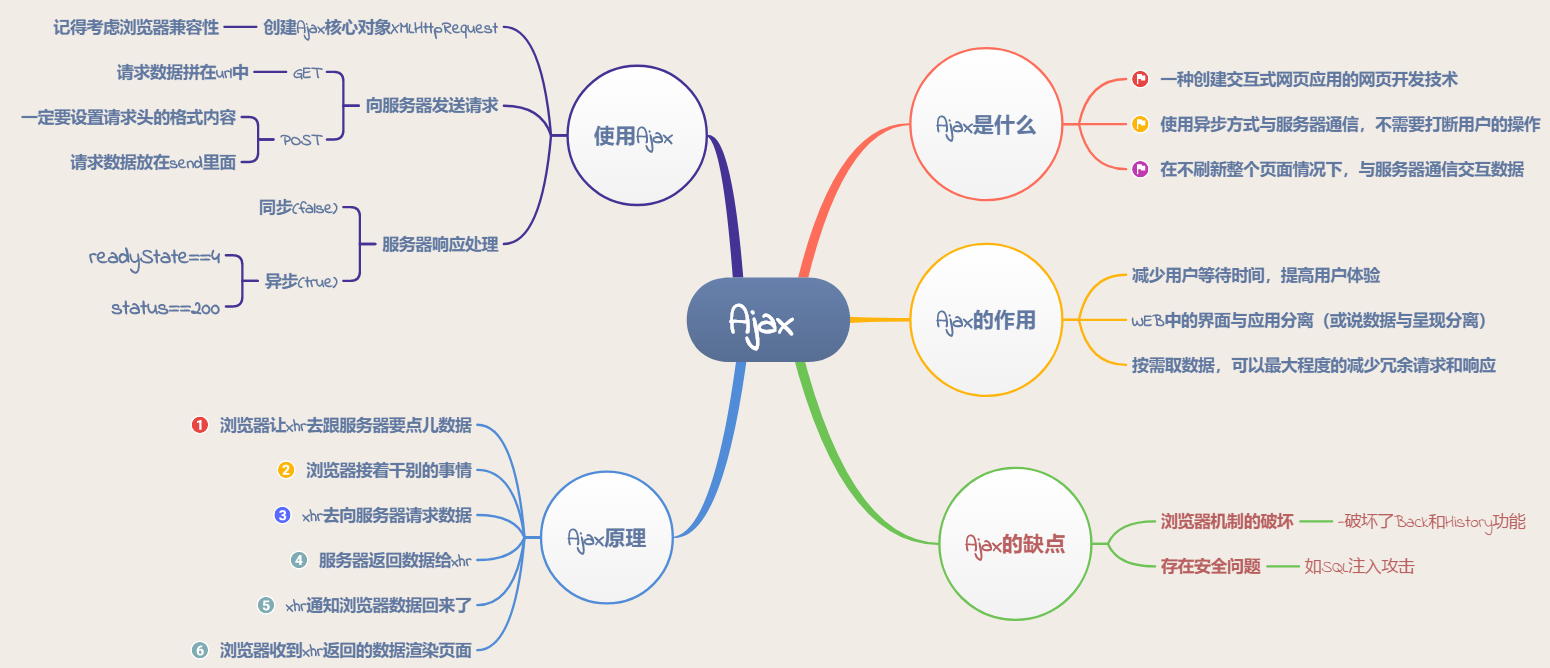 Ajax
Ajax是什么
一种创建交互式网页应用的网页开发技术
使用异步方式与服务器通信，不需要打断用户的操作
在不刷新整个页面情况下，与服务器通信交互数据
Ajax的作用
减少用户等待时间，提高用户体验
WEB中的界面与应用分离（或说数据与呈现分离）
按需取数据，可以最大程度的减少冗余请求和响应
Ajax的缺点
浏览器机制的破坏
-破坏了Back和History功能
存在安全问题
如SQL注入攻击
使用Ajax
创建Ajax核心对象XMLHttpRequest
记得考虑浏览器兼容性
向服务器发送请求
GET
请求数据拼在url中
POST
一定要设置请求头的格式内容
请求数据放在send里面
服务器响应处理
同步(false)
异步(true)
readyState==4
status==200
Ajax原理
1 浏览器让xhr去跟服务器要点儿数据
2 浏览器接着干别的事情
3 xhr去向服务器请求数据
4 服务器返回数据给xhr
5 xhr通知浏览器数据回来了
6 浏览器收到xhr返回的数据渲染页面